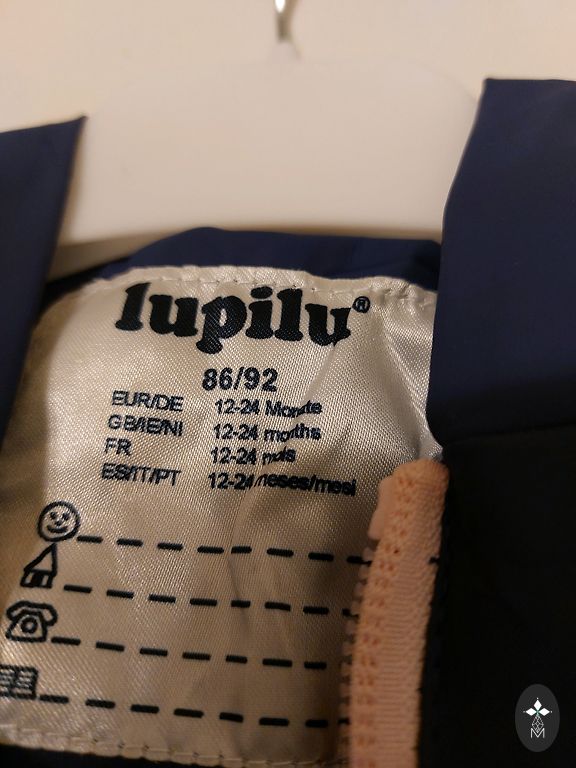 lupilu®
86/92
EUR/DE 12-24 Monate
GB/IE/NI 12-24 months
FR 12-24 mois
ES/IT/PT 12-24 meses/mesi